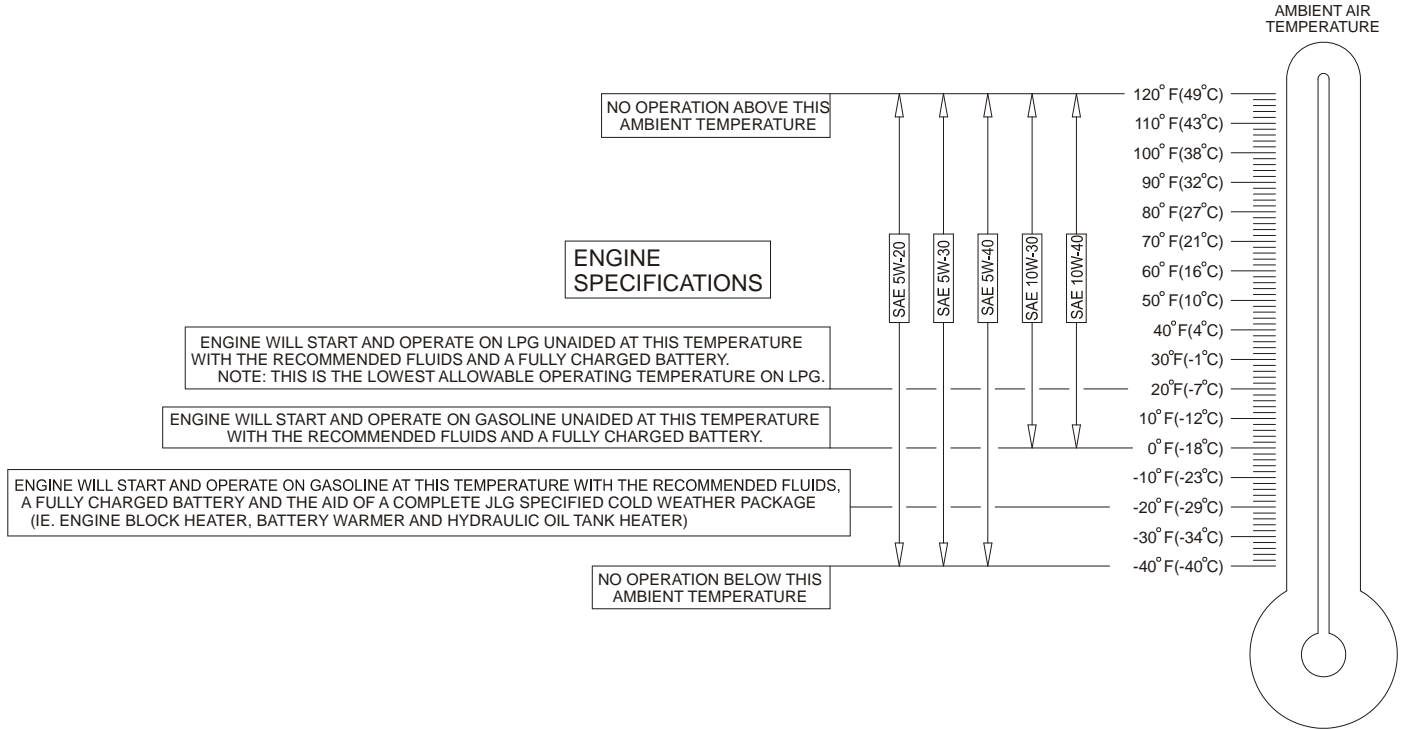 AMBIENT AIR
TEMPERATURE
NO OPERATION ABOVE THIS
AMBIENT TEMPERATURE
120° F(49°C)
110° F(43°C)
100° F(38°C)
90° F(32°C)
80° F(27°C)
70° F(21°C)
60° F(16°C)
50° F(10°C)
40°F(4°C)
30°F(-1°C)
20°F(-7°C)
10°F(-12°C)
0°F(-18°C)
-10°F(-23°C)
-20°F(-29°C)
-30°F(-34°C)
-40°F(-40°C)
SAE 5W-20
SAE 5W-30
SAE 5W-40
SAE 10W-30
SAE 10W-40
ENGINE
SPECIFICATIONS
ENGINE WILL START AND OPERATE ON LPG UNAIDED AT THIS TEMPERATURE
WITH THE RECOMMENDED FLUIDS AND A FULLY CHARGED BATTERY.
NOTE: THIS IS THE LOWEST ALLOWABLE OPERATING TEMPERATURE ON LPG.
ENGINE WILL START AND OPERATE ON GASOLINE UNAIDED AT THIS TEMPERATURE
WITH THE RECOMMENDED FLUIDS AND A FULLY CHARGED BATTERY.
ENGINE WILL START AND OPERATE ON GASOLINE AT THIS TEMPERATURE WITH THE RECOMMENDED FLUIDS,
A FULLY CHARGED BATTERY AND THE AID OF A COMPLETE JLG SPECIFIED COLD WEATHER PACKAGE
(IE. ENGINE BLOCK HEATER, BATTERY WARMER AND HYDRAULIC OIL TANK HEATER)
NO OPERATION BELOW THIS
AMBIENT TEMPERATURE